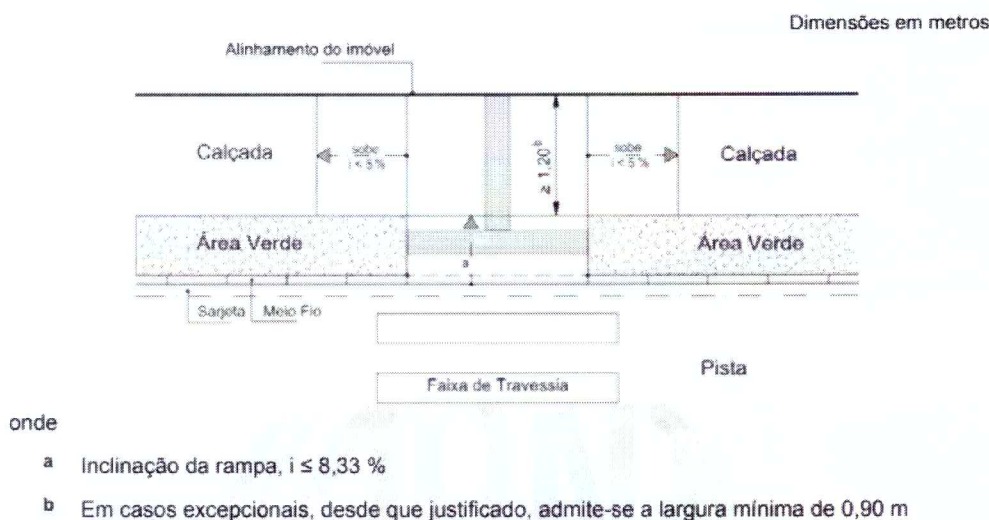 Dimensões em metros
Alinhamento do imóvel
Calçada
sobe
i < 5 %
≥ 1,20 b
sobe
i < 5 %
Calçada
Área Verde
a
Área Verde
Sarjeta
Meio Fio
Pista
Faixa de Travessia
onde
a Inclinação da rampa, i ≤ 8,33 %
b Em casos excepcionais, desde que justificado, admite-se a largura mínima de 0,90 m